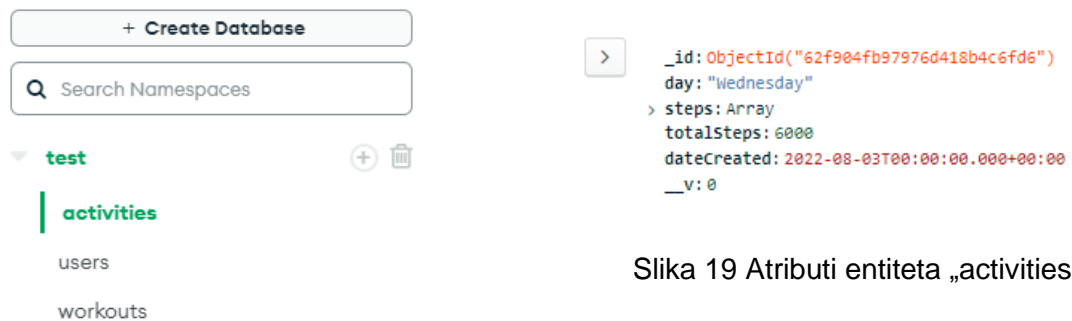 + Create Database
Search Namespaces
test
activities
users
workouts
_id: ObjectId("62f904fb97976d418b4c6fd6")
day: "Wednesday"
> steps: Array
totalSteps: 6000
dateCreated: 2022-08-03T00:00:00.000+00:00
__v: 0
Slika 19 Atributi entiteta „activities